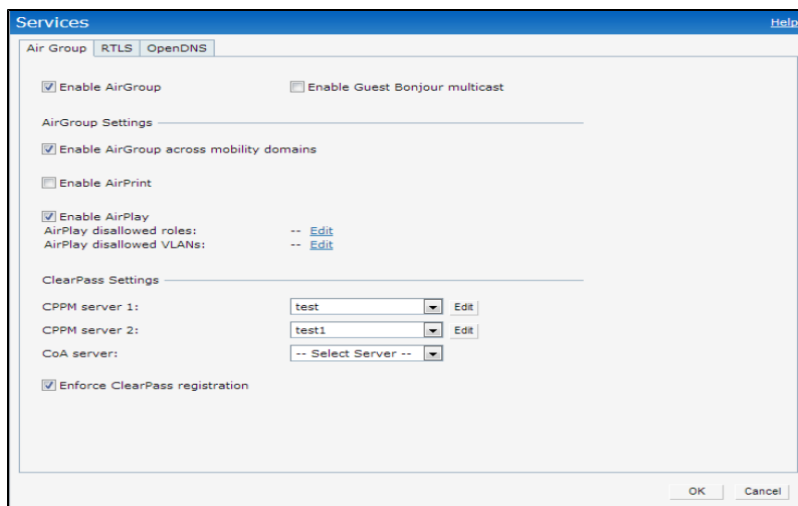 Services Help
Air Group RTLS OpenDNS
Enable AirGroup Enable Guest Bonjour multicast
AirGroup Settings
Enable AirGroup across mobility domains
Enable AirPrint
Enable AirPlay
AirPlay disallowed roles: -- Edit
AirPlay disallowed VLANs: -- Edit
ClearPass Settings
CPPM server 1: test Edit
CPPM server 2: test1 Edit
CoA server: -- Select Server --
Enforce ClearPass registration
OK Cancel